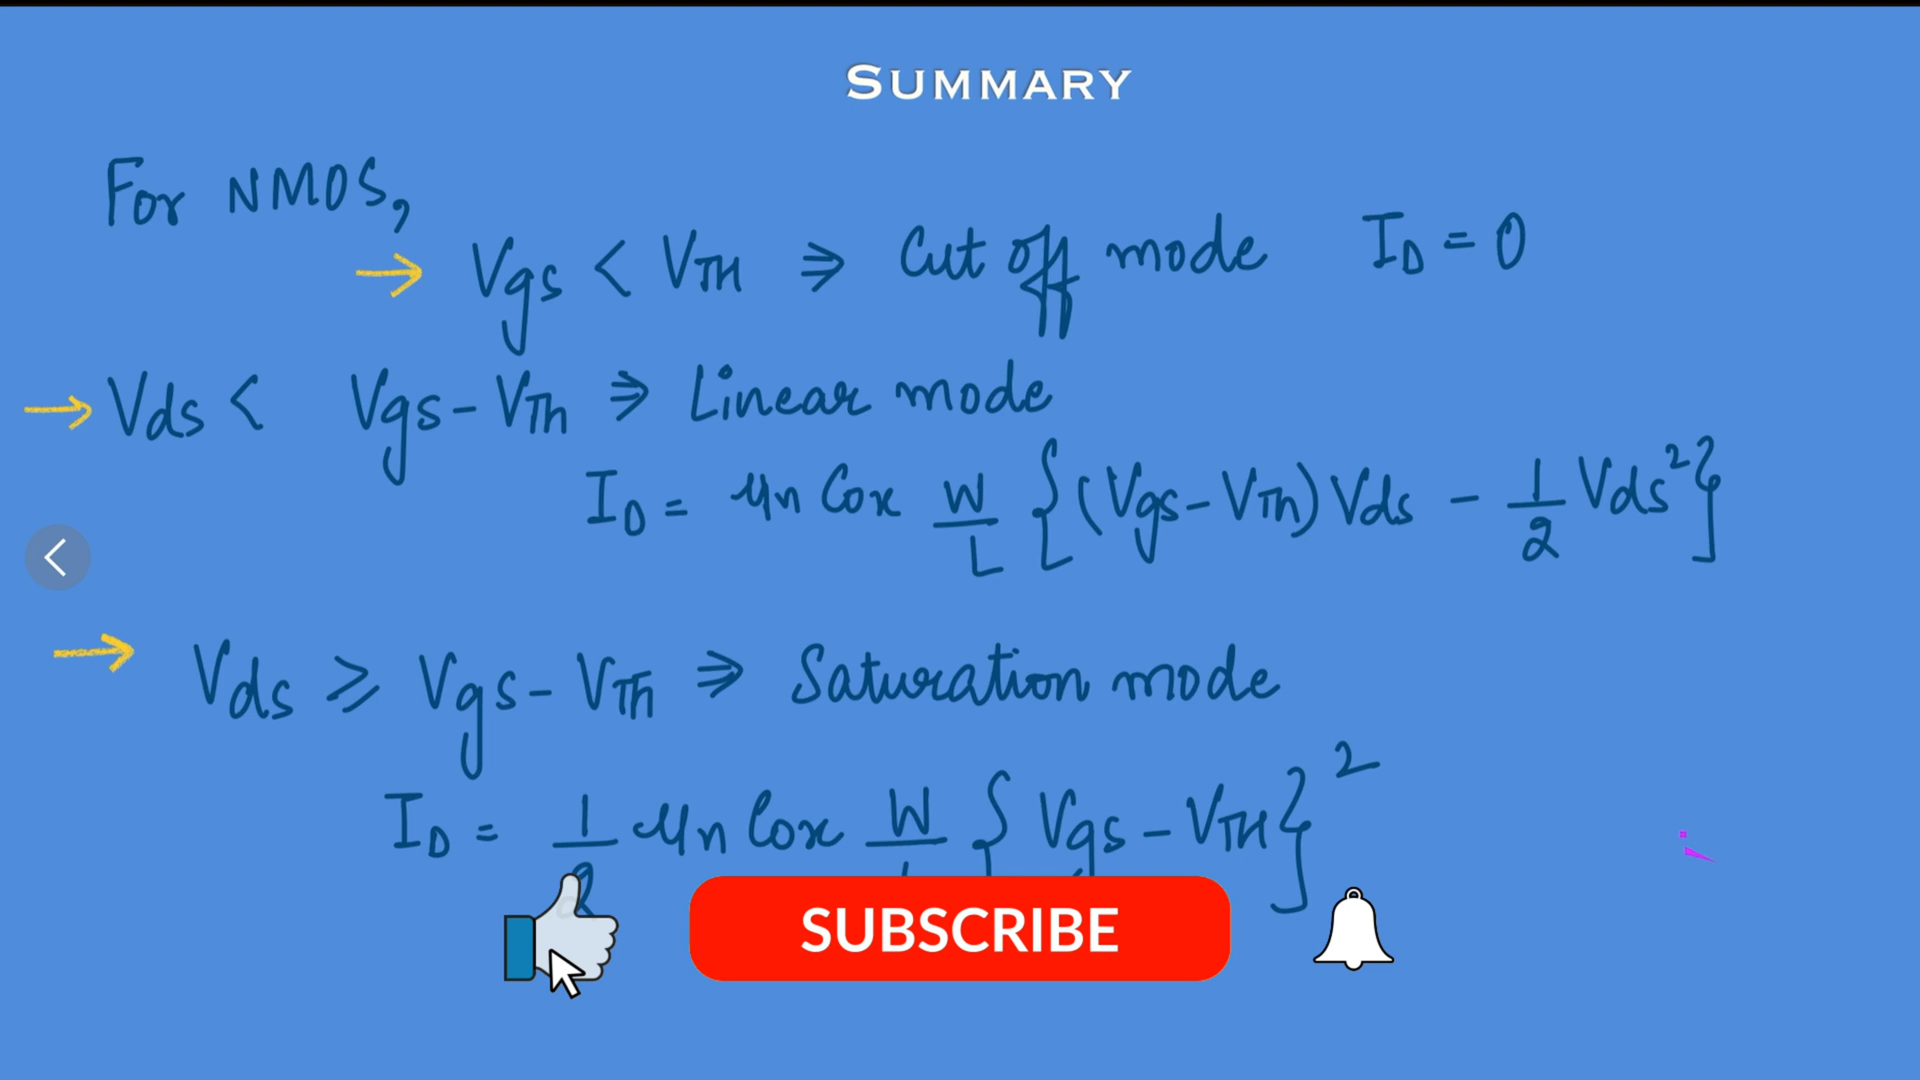 SUMMARY
For NMOS,
→ Vgs < VTH ⇒ Cut off mode ID = 0
→ Vds < Vgs - VTh ⇒ Linear mode
ID = μn Cox W/L {(Vgs - VTh) Vds - 1/2 Vds²}
→ Vds ≥ Vgs - VTh ⇒ Saturation mode
ID = 1/2 μn Cox W/L {Vgs - VTH}²
SUBSCRIBE